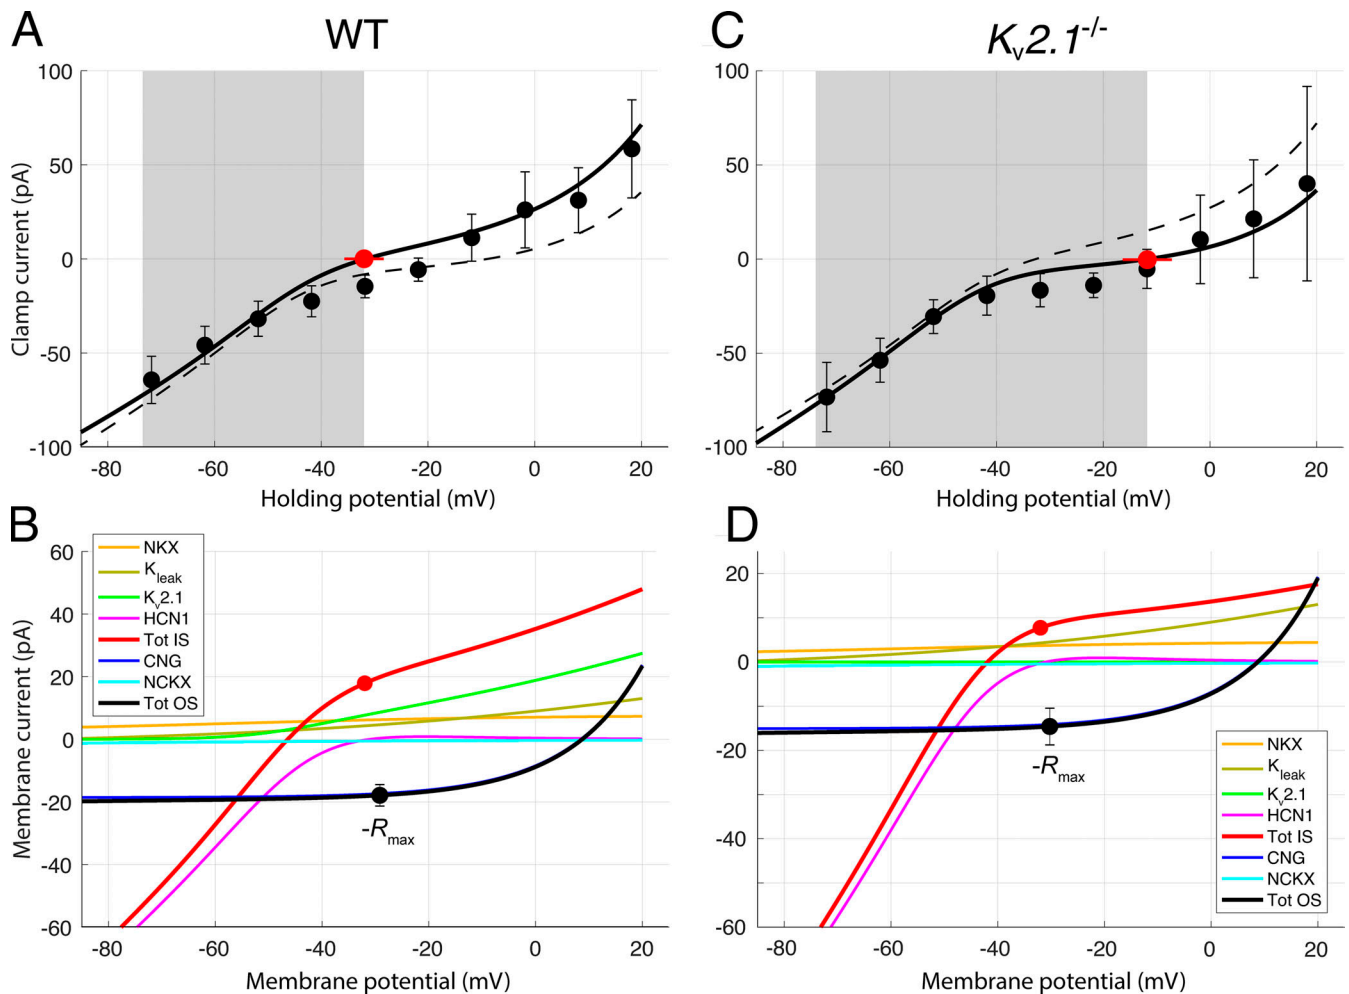 A
WT
C
Kv2.1-/-
100
50
0
-50
-100
Clamp current (pA)
-80
-60
-40
-20
0
20
Holding potential (mV)
100
50
0
-50
-100
-80
-60
-40
-20
0
20
Holding potential (mV)
B
60
40
20
0
-20
-40
-60
Membrane current (pA)
NKX
Kleak
Kv2.1
HCN1
Tot IS
CNG
NCKX
Tot OS
-Rmax
-80
-60
-40
-20
0
20
Membrane potential (mV)
D
20
0
-20
-40
-60
-Rmax
NKX
Kleak
Kv2.1
HCN1
Tot IS
CNG
NCKX
Tot OS
-80
-60
-40
-20
0
20
Membrane potential (mV)